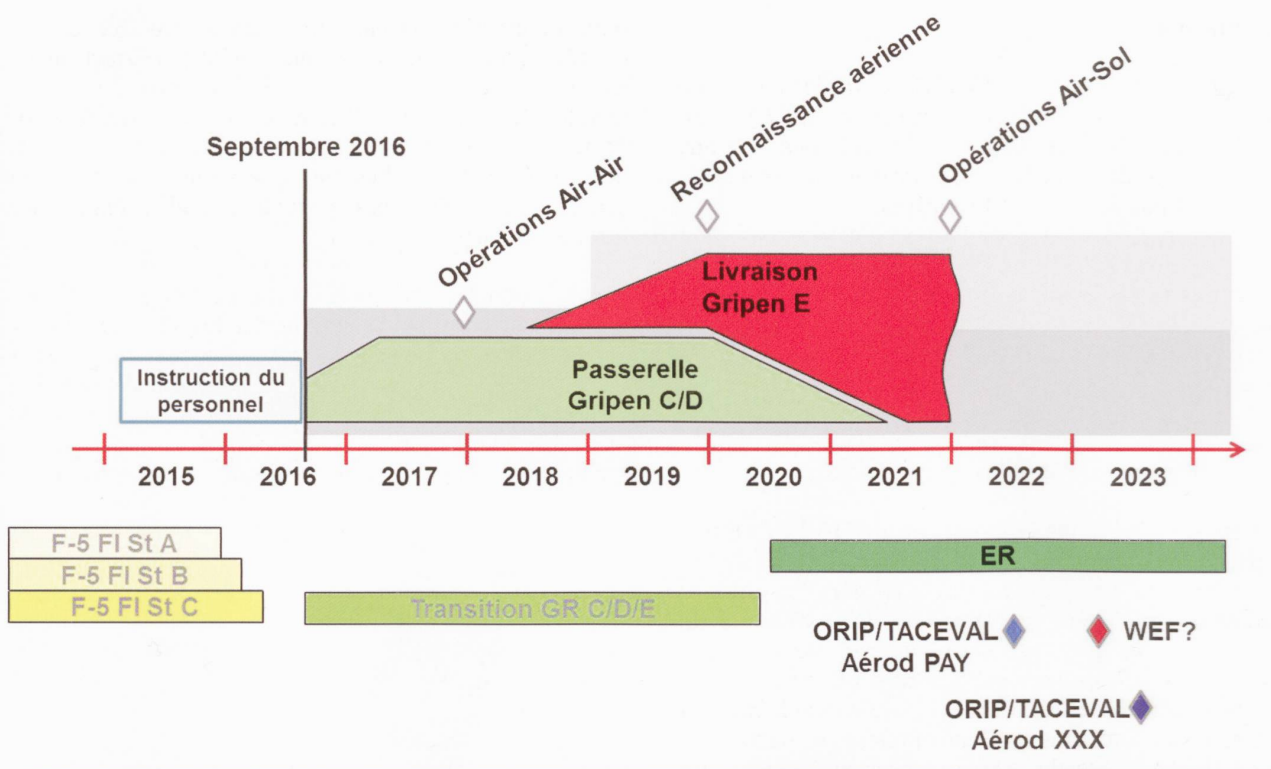 Septembre 2016
Opérations Air-Air
Reconnaissance aérienne
Opérations Air-Sol
Livraison
Gripen E
Instruction du
personnel
Passerelle
Gripen C/D
2015 2016 2017 2018 2019 2020 2021 2022 2023
F-5 Fl St A
F-5 Fl St B
F-5 Fl St C
Transition GR C/D/E
ER
ORIP/TACEVAL
Aérod PAY
WEF?
ORIP/TACEVAL
Aérod XXX